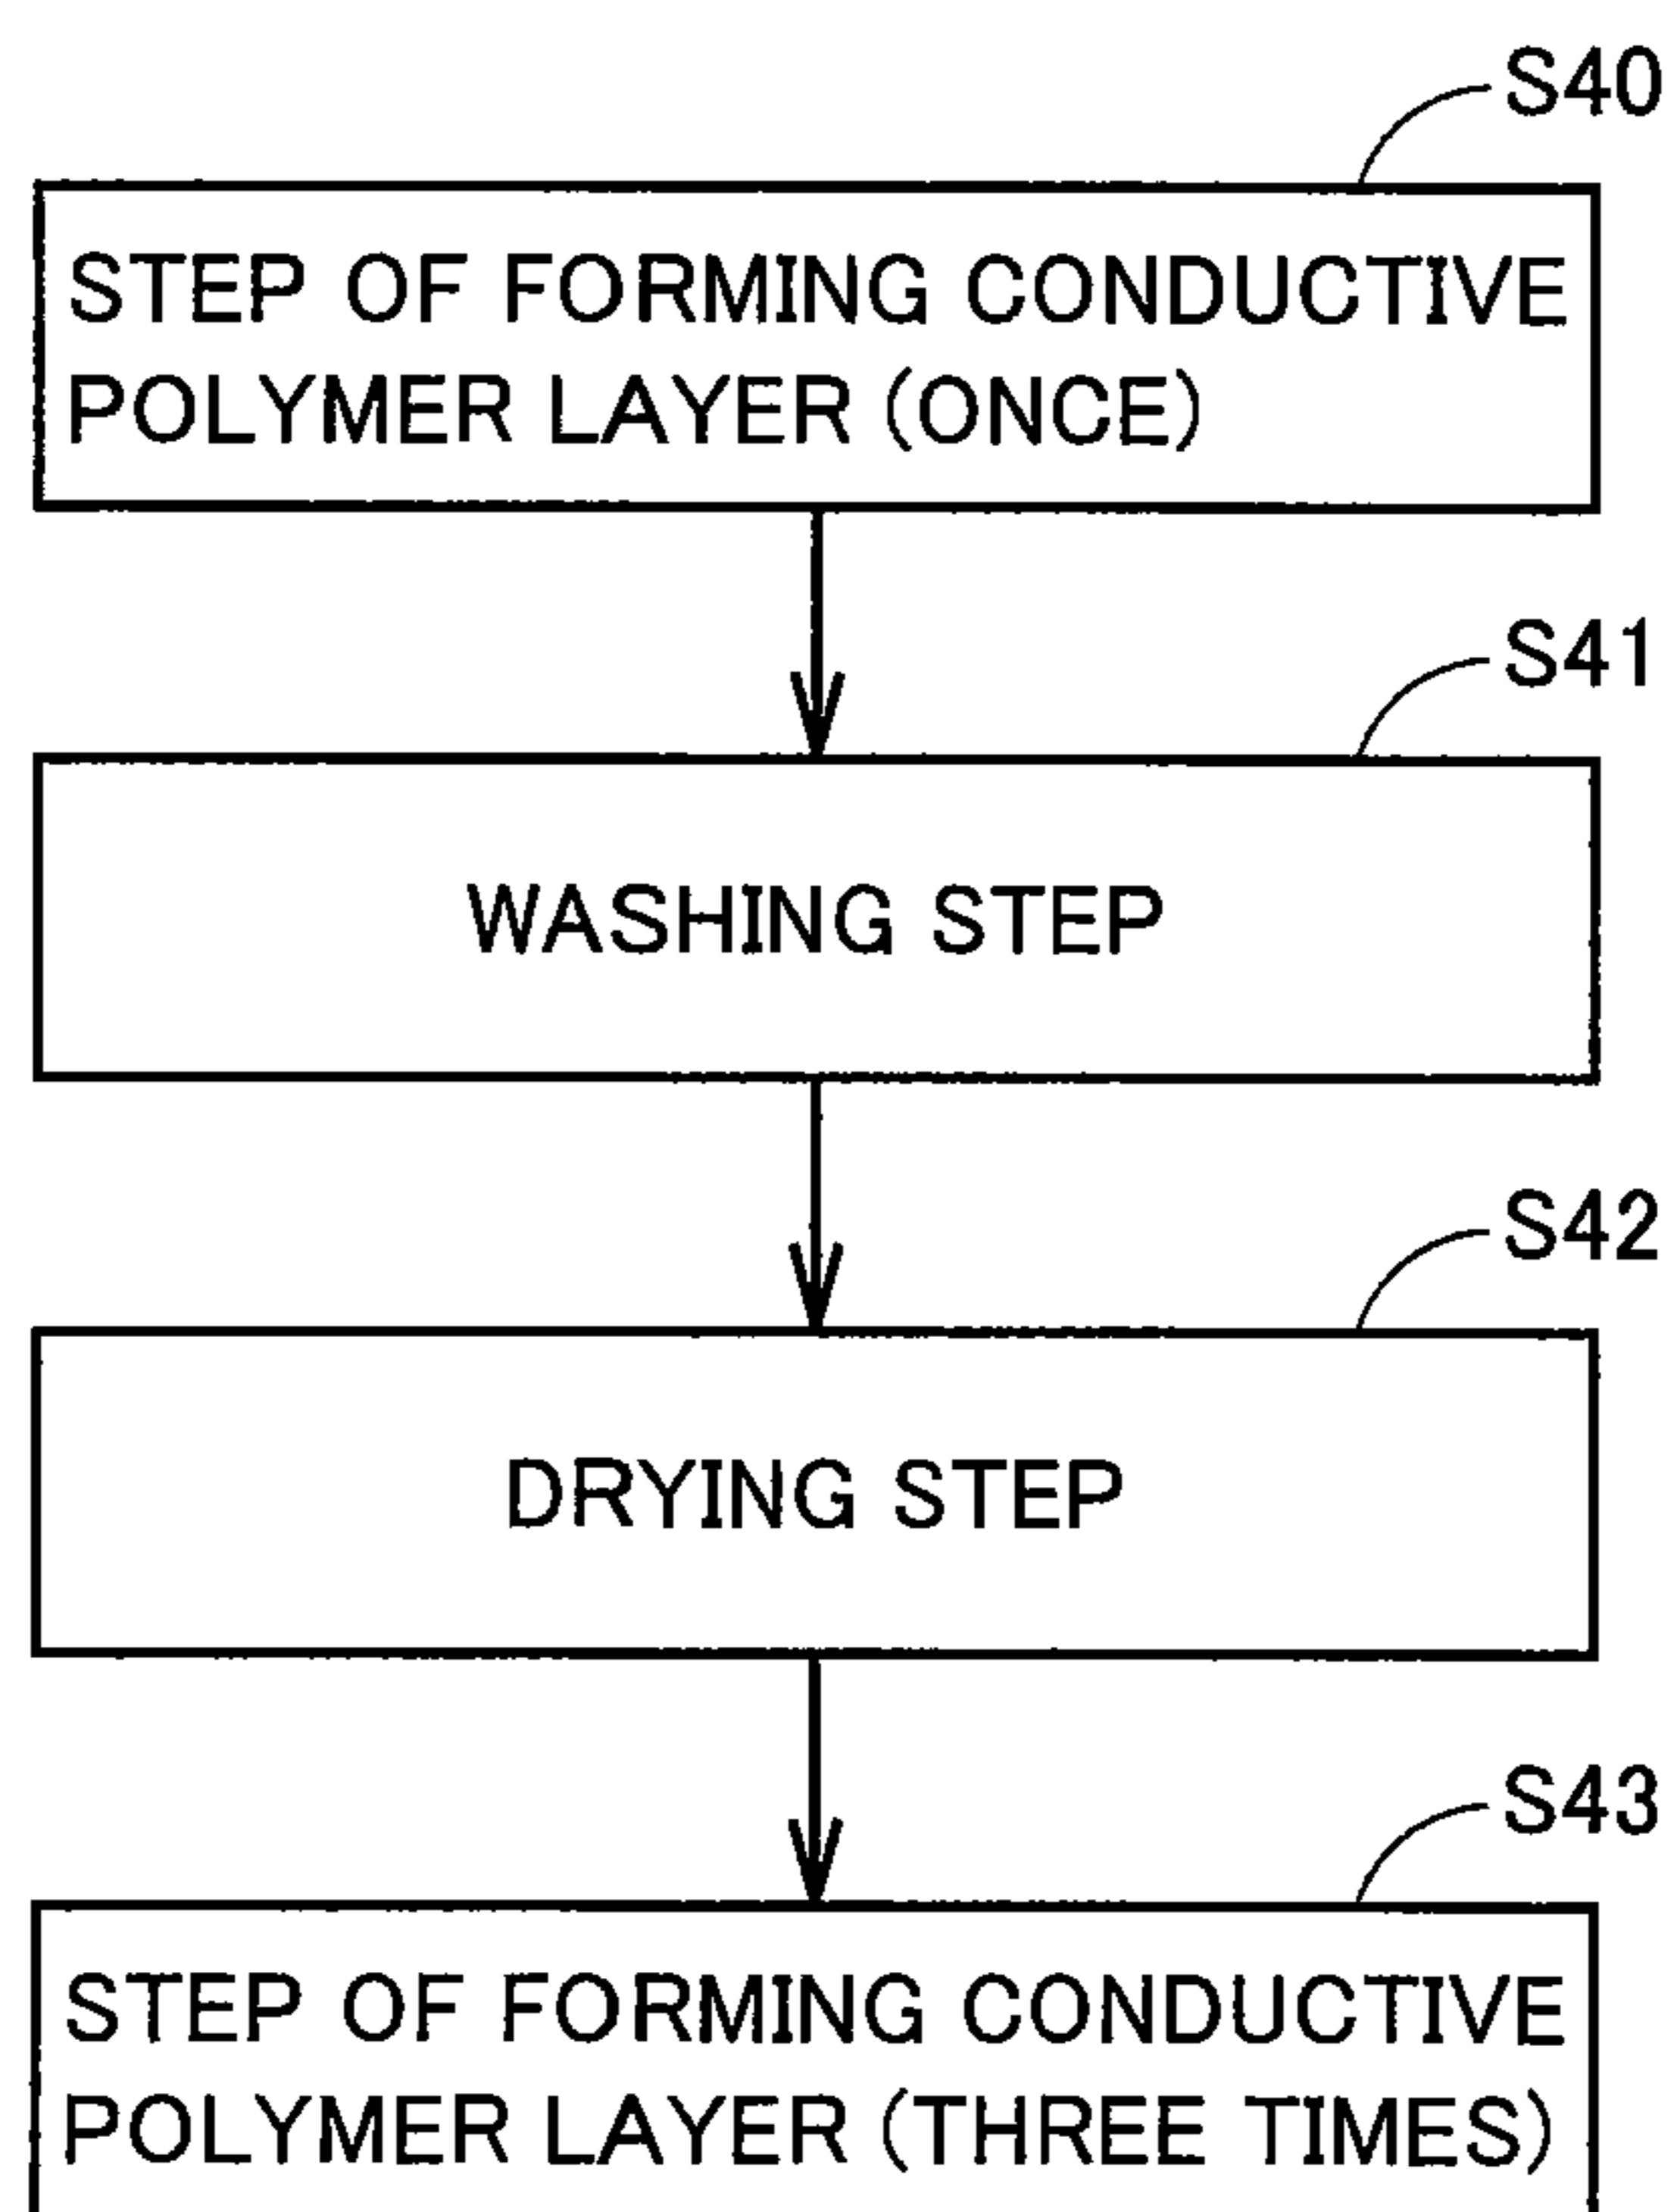 S40
STEP OF FORMING CONDUCTIVE
POLYMER LAYER (ONCE)
S41
WASHING STEP
S42
DRYING STEP
S43
STEP OF FORMING CONDUCTIVE
POLYMER LAYER (THREE TIMES)